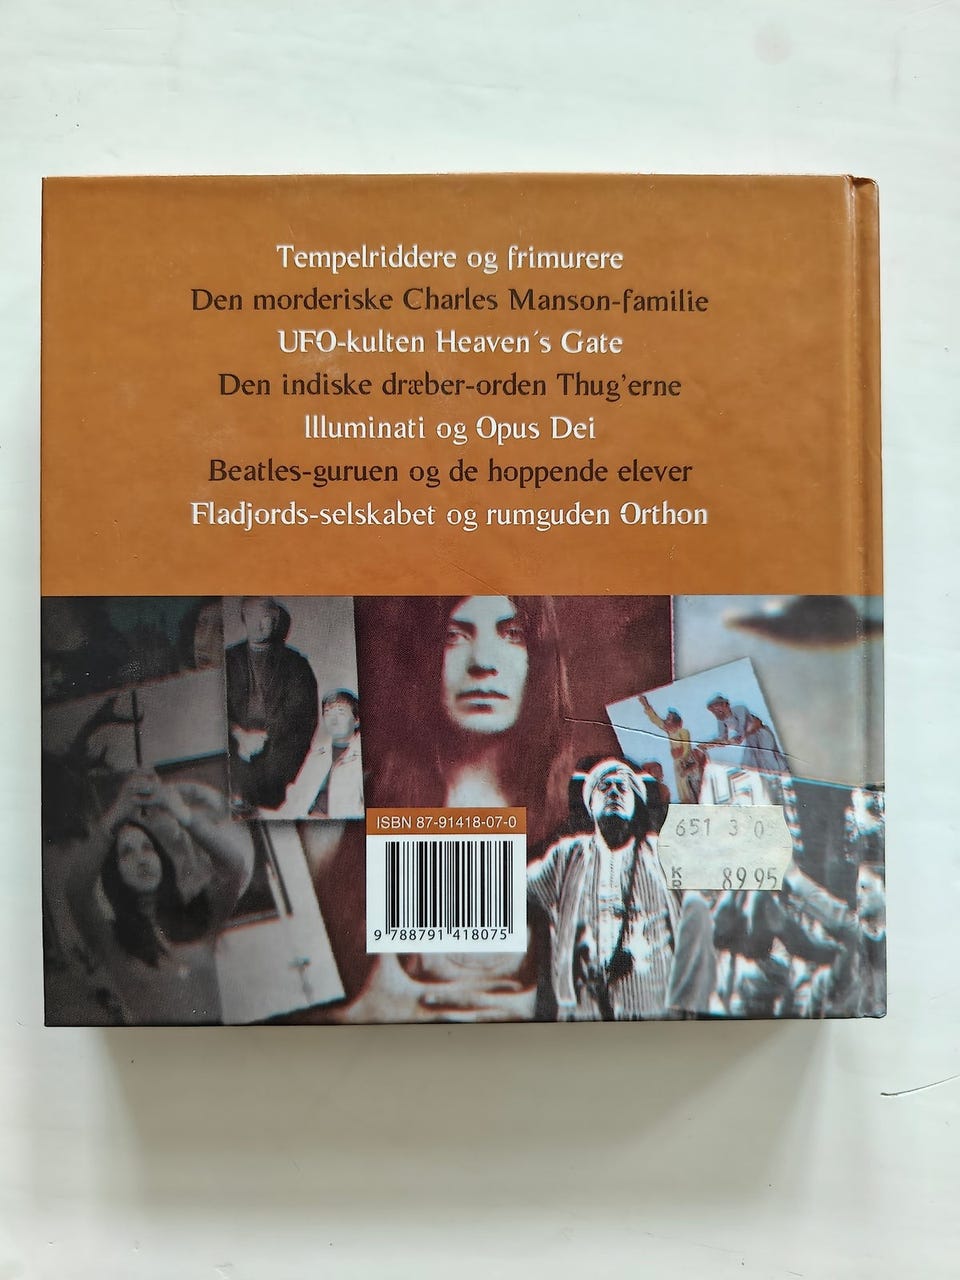 Tempelriddere og frimurere
Den morderiske Charles Manson-familie
UFO-kulten Heaven´s Gate
Den indiske dræber-orden Thug'erne
Illuminati og Opus Dei
Beatles-guruen og de hoppende elever
Fladjords-selskabet og rumguden Orthon
ISBN 87-91418-07-0
9 788791 418075
651 3 0
KR 89 95